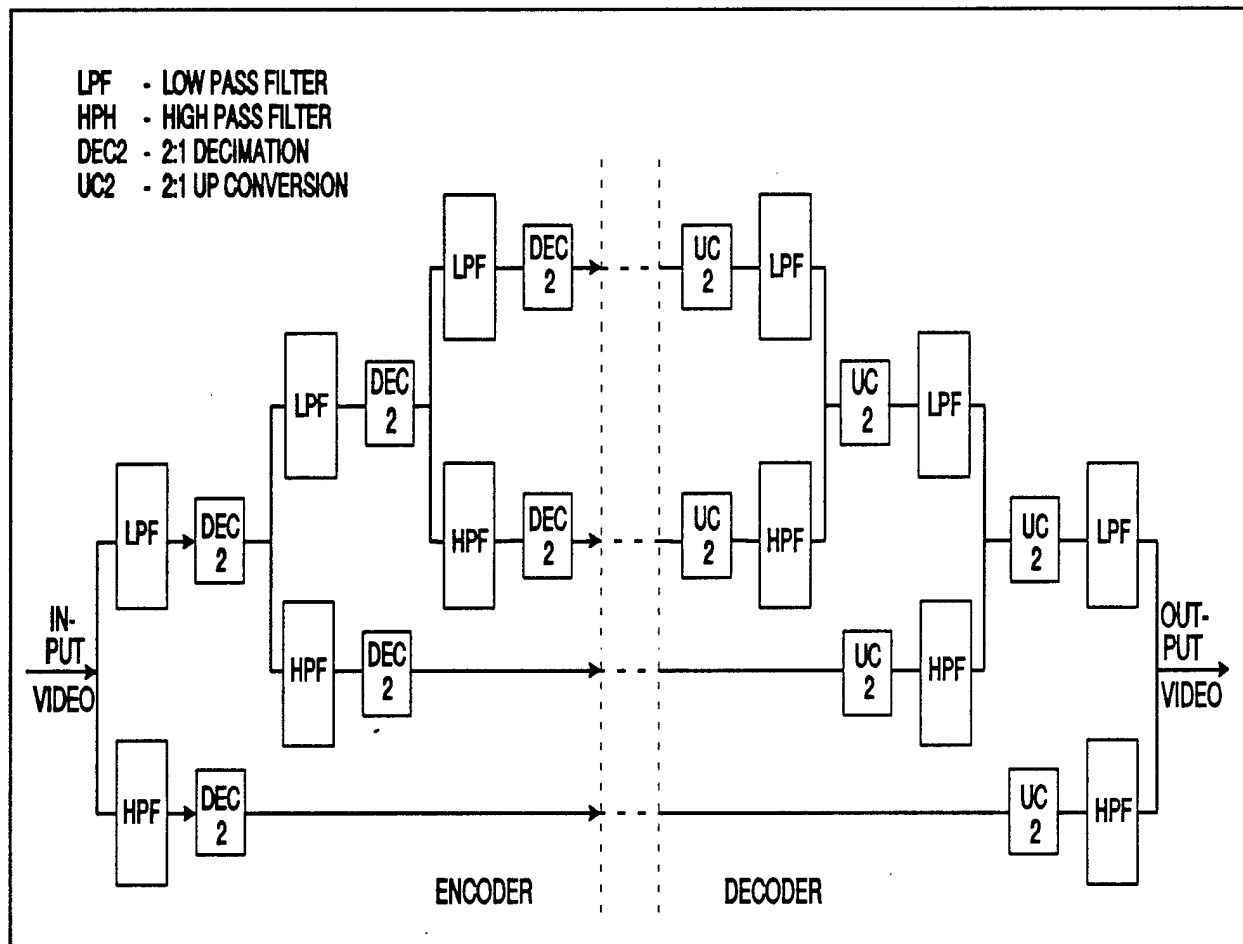 LPF - LOW PASS FILTER
HPH - HIGH PASS FILTER
DEC2 - 2:1 DECIMATION
UC2 - 2:1 UP CONVERSION
LPF
DEC
2
UC
2
LPF
LPF
DEC
2
UC
2
LPF
LPF
DEC
2
HPF
DEC
2
UC
2
HPF
UC
2
LPF
IN-
PUT
VIDEO
HPF
DEC
2
UC
2
HPF
OUT-
PUT
VIDEO
HPF
DEC
2
UC
2
HPF
ENCODER
DECODER